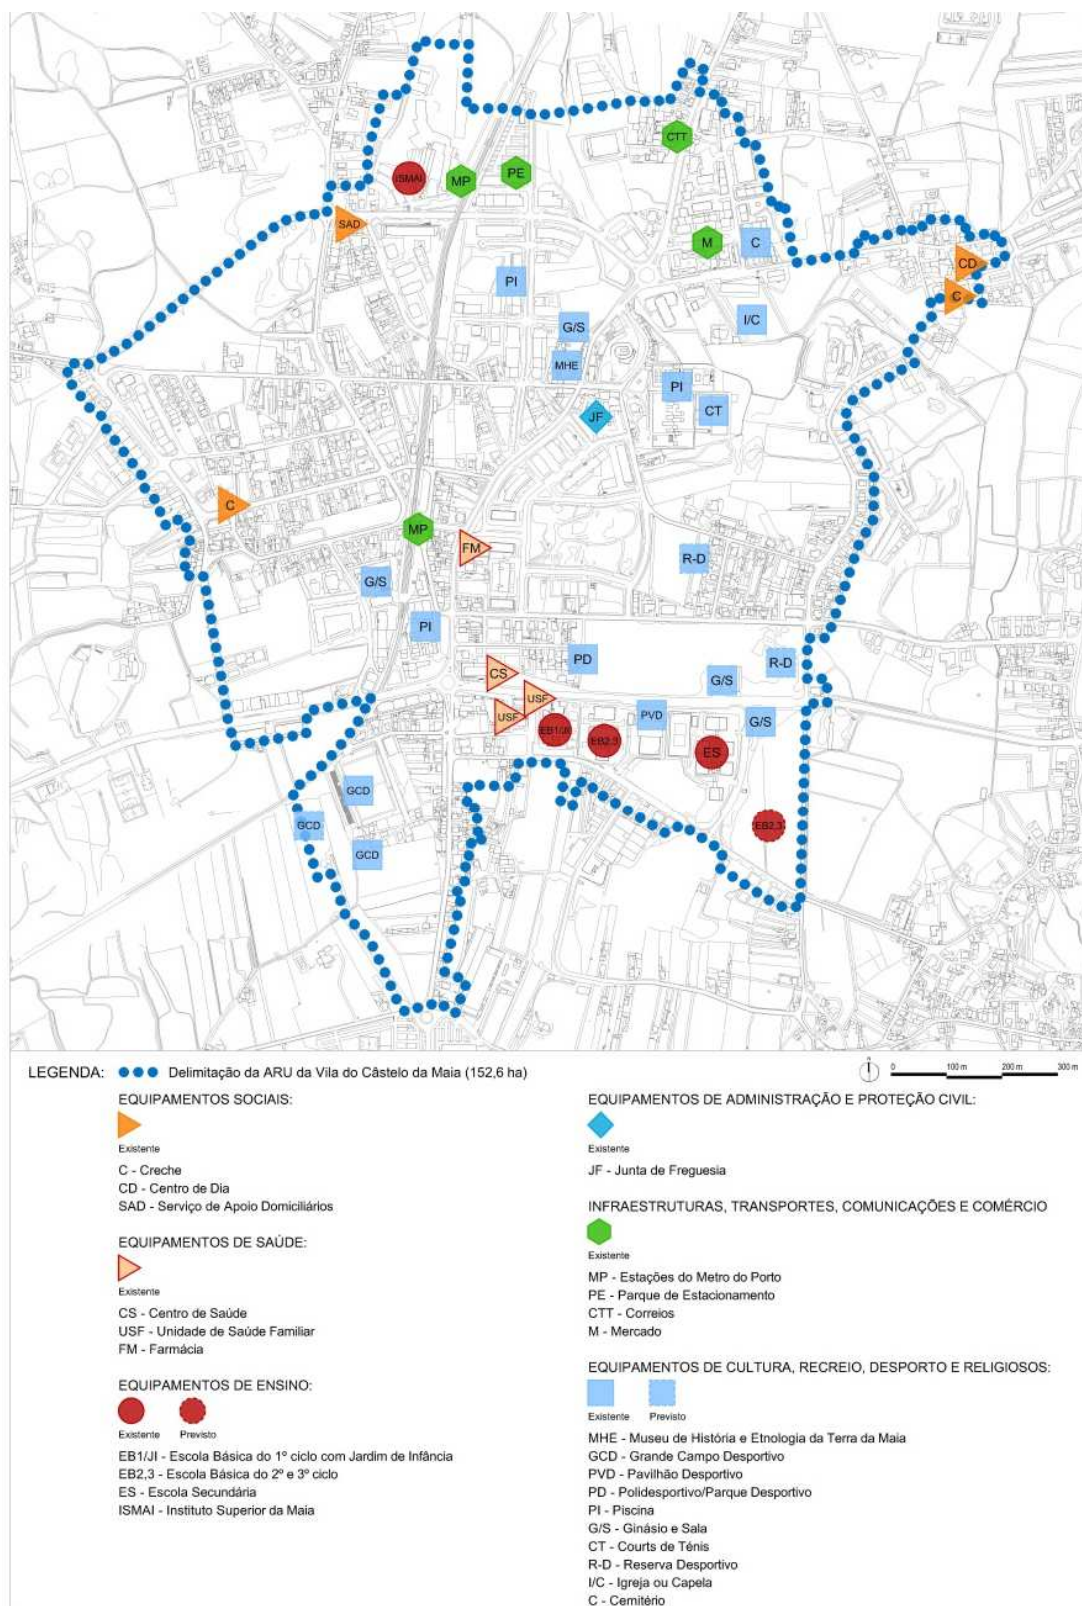 CTT
ISMAI
MP
PE
SAD
M
C
CD
PI
C
G/S
I/C
MHE
PI
CT
JF
C
MP
FM
R-D
G/S
PI
PD
R-D
CS
G/S
USF
USF
PVD
G/S
EB1/JI
EB2,3
ES
GCD
GCD
EB2,3
GCD
LEGENDA: Delimitação da ARU da Vila do Câstelo da Maia (152,6 ha)
N
0 100 m 200 m 300 m
EQUIPAMENTOS SOCIAIS:
Existente
C - Creche
CD - Centro de Dia
SAD - Serviço de Apoio Domiciliários
EQUIPAMENTOS DE SAÚDE:
Existente
CS - Centro de Saúde
USF - Unidade de Saúde Familiar
FM - Farmácia
EQUIPAMENTOS DE ENSINO:
Existente Previsto
EB1/JI - Escola Básica do 1º ciclo com Jardim de Infância
EB2,3 - Escola Básica do 2º e 3º ciclo
ES - Escola Secundária
ISMAI - Instituto Superior da Maia
EQUIPAMENTOS DE ADMINISTRAÇÃO E PROTEÇÃO CIVIL:
Existente
JF - Junta de Freguesia
INFRAESTRUTURAS, TRANSPORTES, COMUNICAÇÕES E COMÉRCIO
Existente
MP - Estações do Metro do Porto
PE - Parque de Estacionamento
CTT - Correios
M - Mercado
EQUIPAMENTOS DE CULTURA, RECREIO, DESPORTO E RELIGIOSOS:
Existente Previsto
MHE - Museu de História e Etnologia da Terra da Maia
GCD - Grande Campo Desportivo
PVD - Pavilhão Desportivo
PD - Polidesportivo/Parque Desportivo
PI - Piscina
G/S - Ginásio e Sala
CT - Courts de Ténis
R-D - Reserva Desportivo
I/C - Igreja ou Capela
C - Cemitério